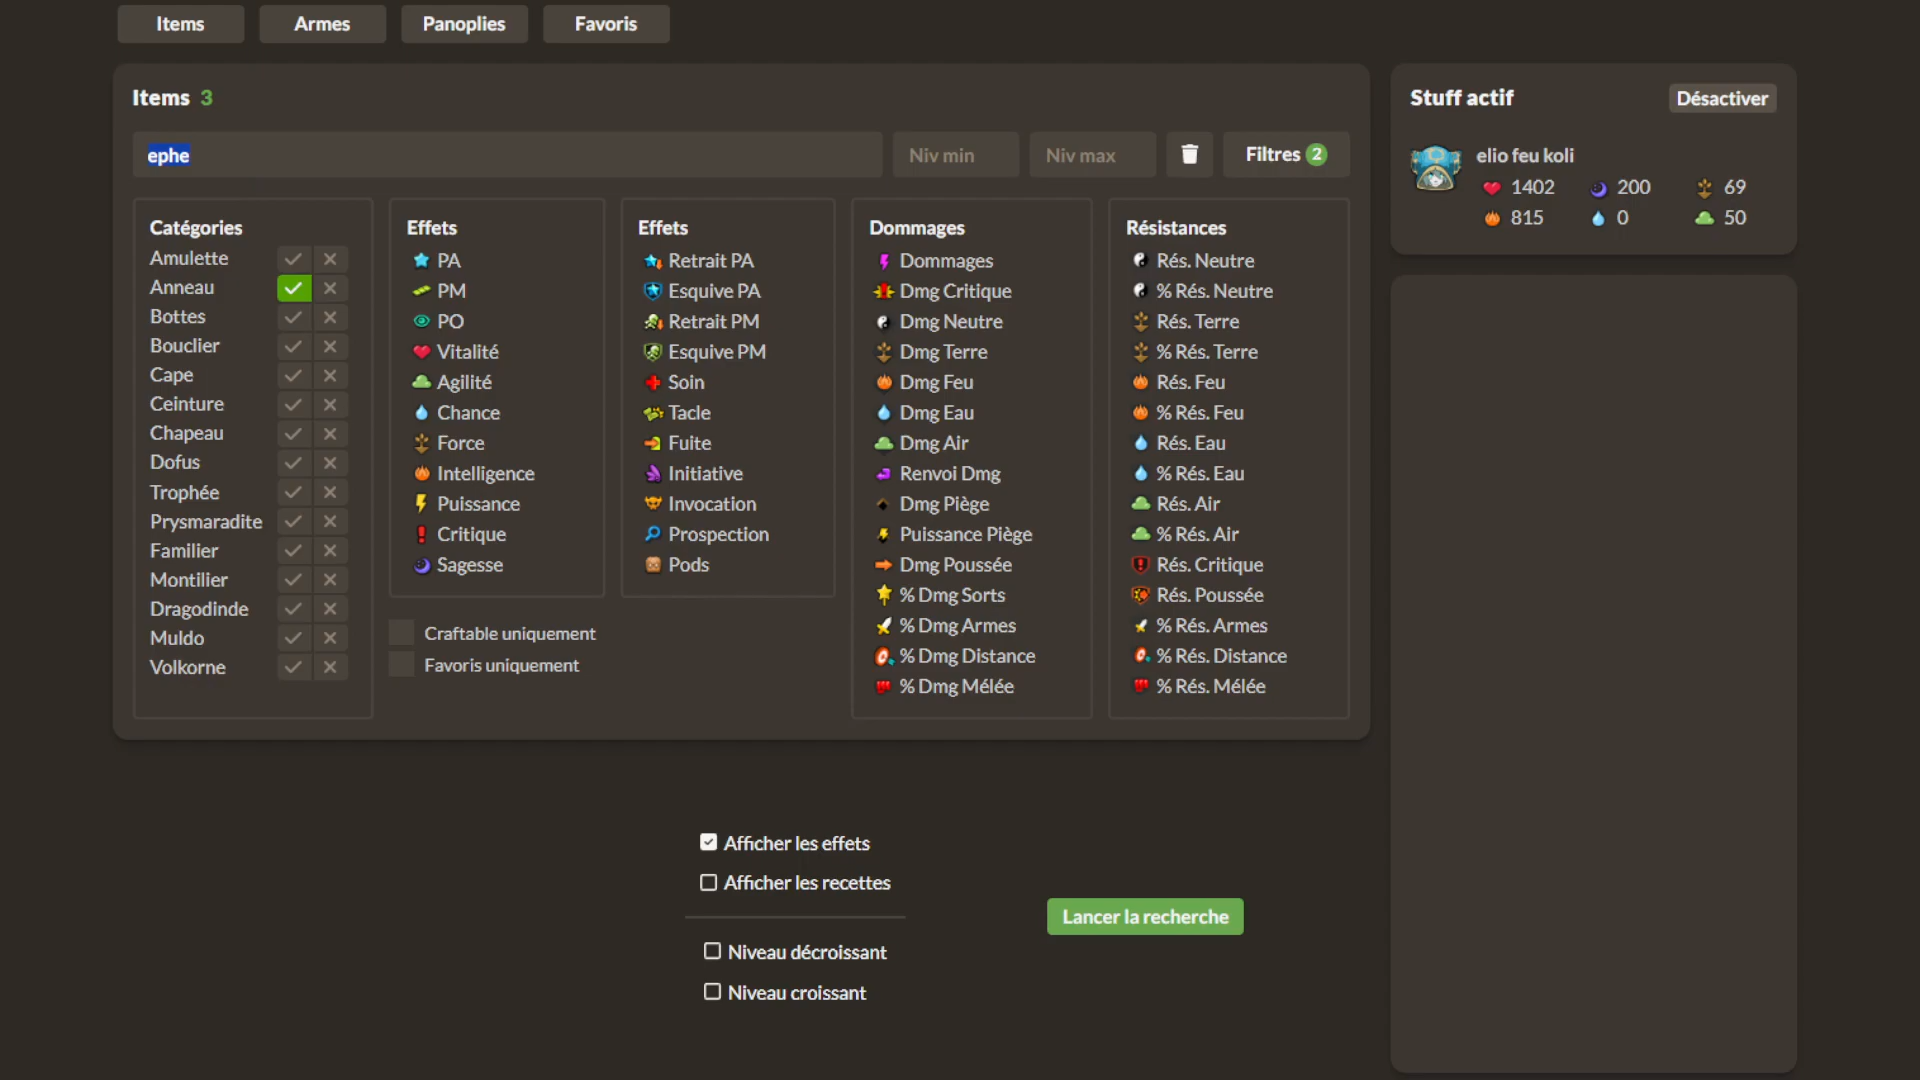 Items
Armes
Panoplies
Favoris
Items 3
ephe
Niv min
Niv max
Filtres 2
Catégories
Amulette
Anneau
Bottes
Bouclier
Cape
Ceinture
Chapeau
Dofus
Trophée
Prysmaradite
Familier
Montilier
Dragodinde
Muldo
Volkorne
Effets
PA
PM
PO
Vitalité
Agilité
Chance
Force
Intelligence
Puissance
Critique
Sagesse
Craftable uniquement
Favoris uniquement
Effets
Retrait PA
Esquive PA
Retrait PM
Esquive PM
Soin
Tacle
Fuite
Initiative
Invocation
Prospection
Pods
Dommages
Dommages
Dmg Critique
Dmg Neutre
Dmg Terre
Dmg Feu
Dmg Eau
Dmg Air
Renvoi Dmg
Dmg Piège
Puissance Piège
Dmg Poussée
% Dmg Sorts
% Dmg Armes
% Dmg Distance
% Dmg Mélée
Résistances
Rés. Neutre
% Rés. Neutre
Rés. Terre
% Rés. Terre
Rés. Feu
% Rés. Feu
Rés. Eau
% Rés. Eau
Rés. Air
% Rés. Air
Rés. Critique
Rés. Poussée
% Rés. Armes
% Rés. Distance
% Rés. Mélée
Afficher les effets
Afficher les recettes
Niveau décroissant
Niveau croissant
Lancer la recherche
Stuff actif
Désactiver
elio feu koli
1402 200 69
815 0 50